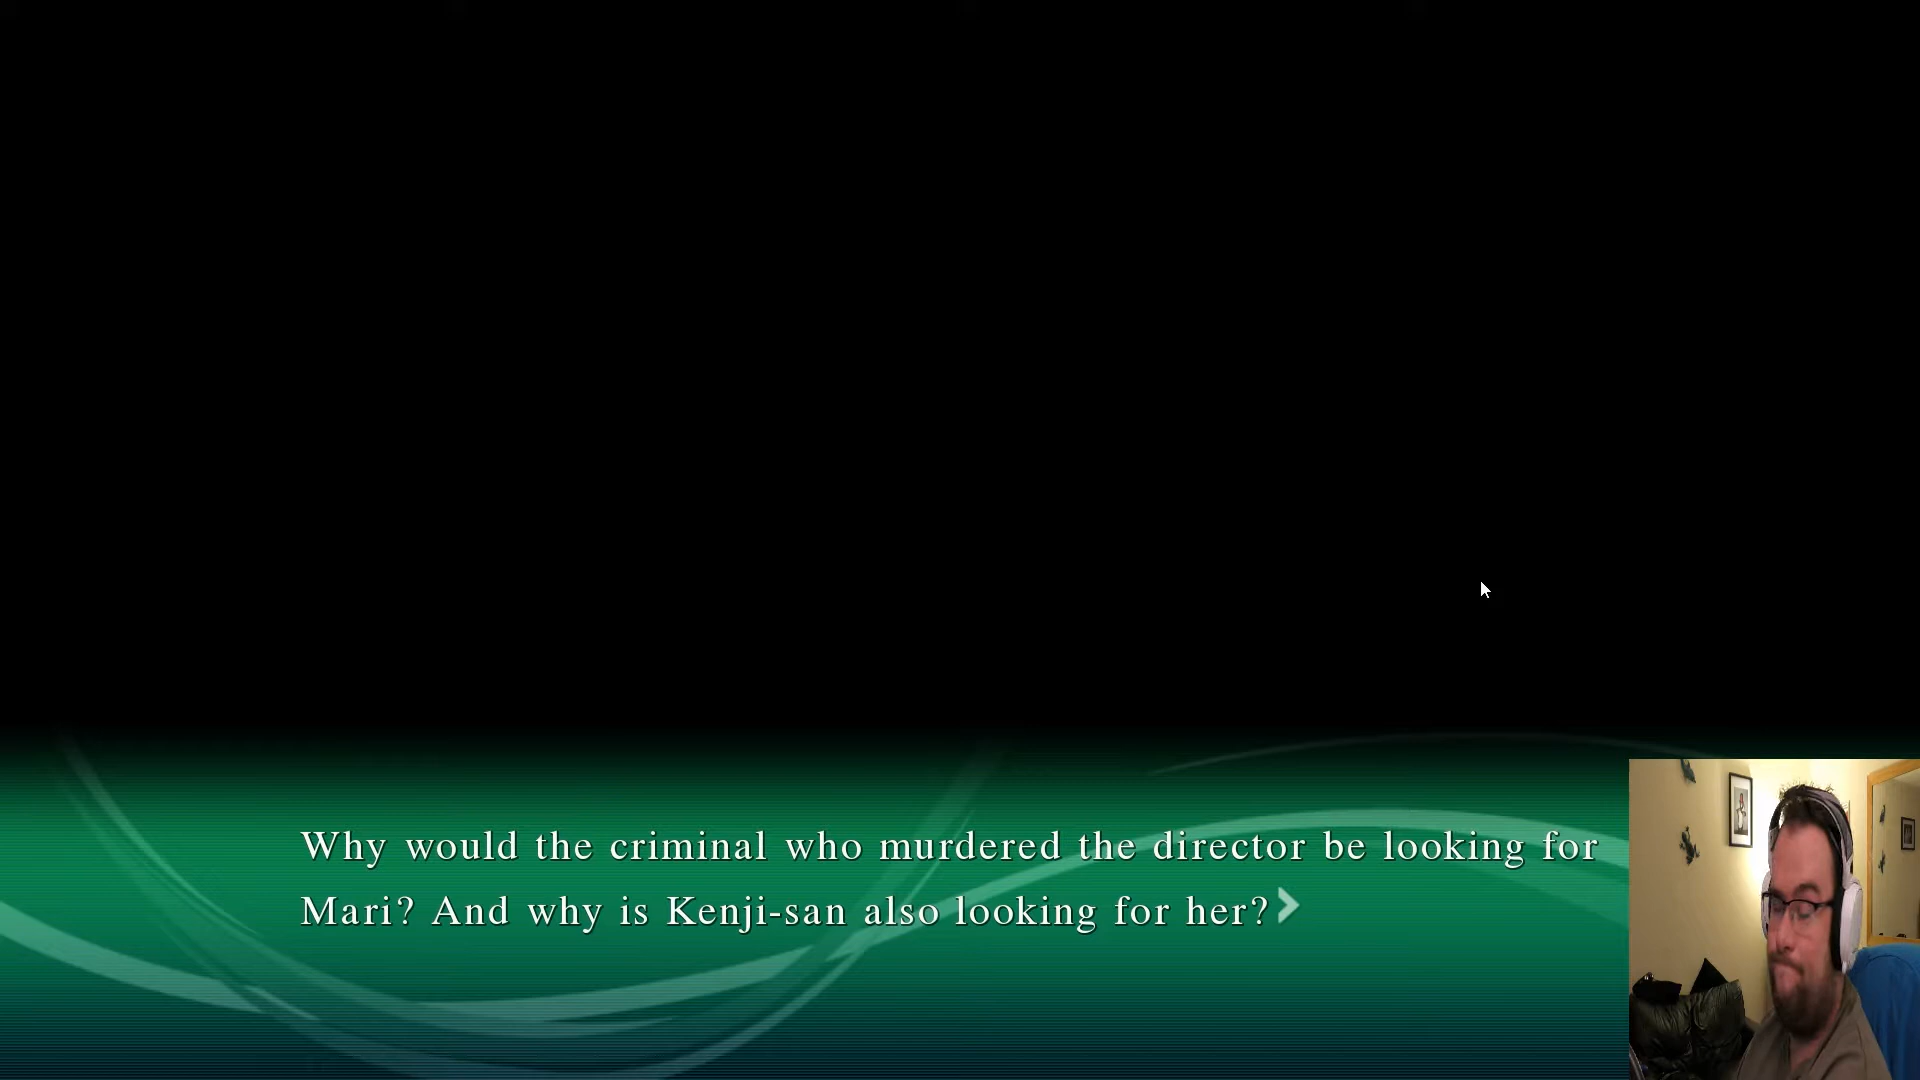 Why would the criminal who murdered the director be looking for
Mari? And why is Kenji-san also looking for her?